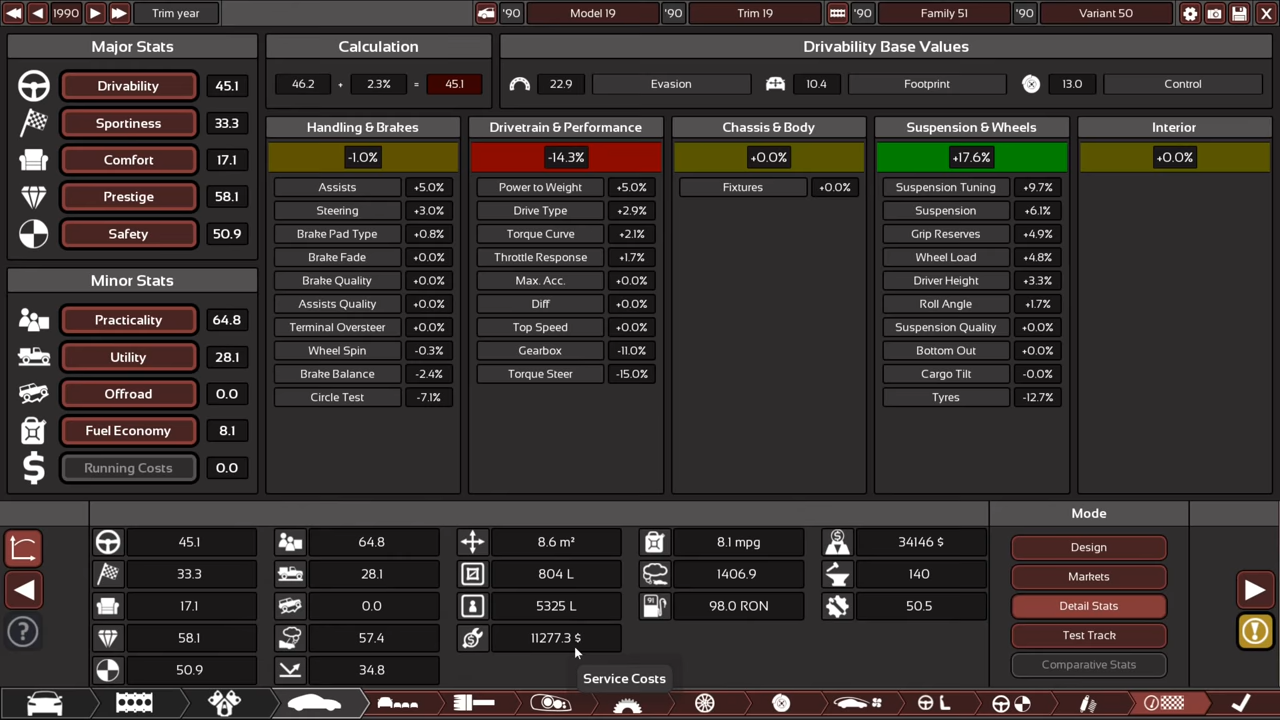 1990 Trim year '90 Model 19 '90 Trim 19 '90 Family 51 '90 Variant 50
Major Stats
Drivability 45.1
Sportiness 33.3
Comfort 17.1
Prestige 58.1
Safety 50.9
Minor Stats
Practicality 64.8
Utility 28.1
Offroad 0.0
Fuel Economy 8.1
Running Costs 0.0
Calculation
46.2 + 2.3% = 45.1
Drivability Base Values
22.9 Evasion 10.4 Footprint 13.0 Control
Handling & Brakes
-1.0%
Assists +5.0%
Steering +3.0%
Brake Pad Type +0.8%
Brake Fade +0.0%
Brake Quality +0.0%
Assists Quality +0.0%
Terminal Oversteer +0.0%
Wheel Spin -0.3%
Brake Balance -2.4%
Circle Test -7.1%
Drivetrain & Performance
-14.3%
Power to Weight +5.0%
Drive Type +2.9%
Torque Curve +2.1%
Throttle Response +1.7%
Max. Acc. +0.0%
Diff +0.0%
Top Speed +0.0%
Gearbox -11.0%
Torque Steer -15.0%
Chassis & Body
+0.0%
Fixtures +0.0%
Suspension & Wheels
+17.6%
Suspension Tuning +9.7%
Suspension +6.1%
Grip Reserves +4.9%
Wheel Load +4.8%
Driver Height +3.3%
Roll Angle +1.7%
Suspension Quality +0.0%
Bottom Out +0.0%
Cargo Tilt -0.0%
Tyres -12.7%
Interior
+0.0%
45.1 64.8 8.6 m² 8.1 mpg 34146 $
33.3 28.1 804 L 1406.9 140
17.1 0.0 5325 L 91 98.0 RON 50.5
58.1 57.4 11277.3 $
50.9 34.8
Service Costs
Mode
Design
Markets
Detail Stats
Test Track
Comparative Stats